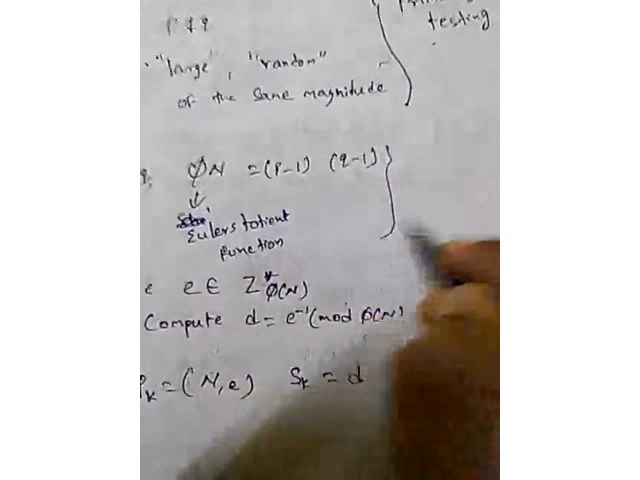 testing
"large", "random"
of the same magnitude
φN = (P-1) (q-1)
Eulers totient
function
e ∈ Z*φ(N)
Compute d = e⁻¹ (mod φ(N)
Pk = (N, e) Sk = d